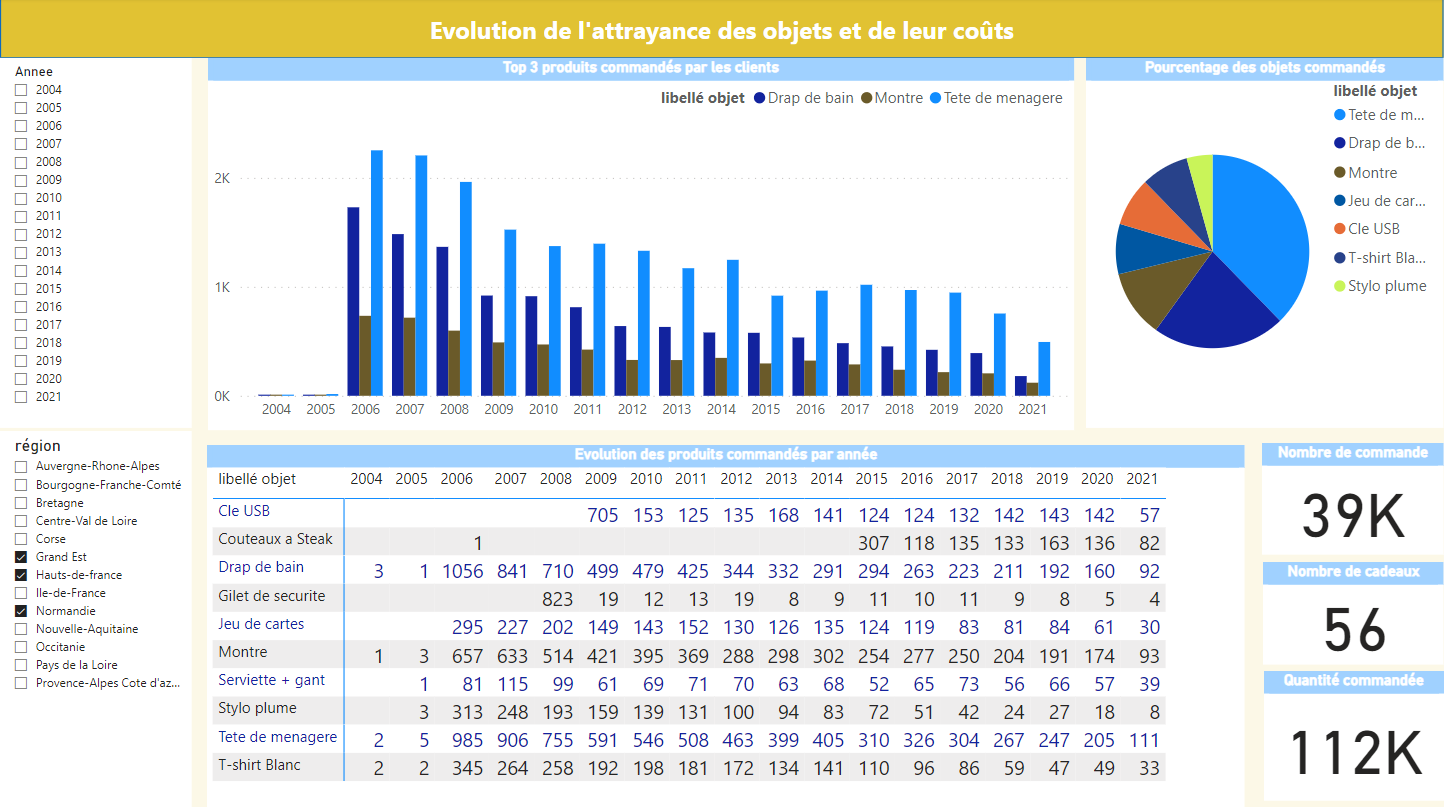 Evolution de l'attrayance des objets et de leur coûts
Annee
2004
2005
2006
2007
2008
2009
2010
2011
2012
2013
2014
2015
2016
2017
2018
2019
2020
2021
Top 3 produits commandés par les clients
libellé objet Drap de bain Montre Tete de menagere
2K
1K
0K
2004 2005 2006 2007 2008 2009 2010 2011 2012 2013 2014 2015 2016 2017 2018 2019 2020 2021
Pourcentage des objets commandés
libellé objet
Tete de m...
Drap de b...
Montre
Jeu de car...
Cle USB
T-shirt Bla...
Stylo plume
région
Auvergne-Rhone-Alpes
Bourgogne-Franche-Comté
Bretagne
Centre-Val de Loire
Corse
Grand Est
Hauts-de-france
Ile-de-France
Normandie
Nouvelle-Aquitaine
Occitanie
Pays de la Loire
Provence-Alpes Cote d'az...
Evolution des produits commandés par année
libellé objet 2004 2005 2006 2007 2008 2009 2010 2011 2012 2013 2014 2015 2016 2017 2018 2019 2020 2021
Cle USB 705 153 125 135 168 141 124 124 132 142 143 142 57
Couteaux a Steak 1 307 118 135 133 163 136 82
Drap de bain 3 1 1056 841 710 499 479 425 344 332 291 294 263 223 211 192 160 92
Gilet de securite 823 19 12 13 19 8 9 11 10 11 9 8 5 4
Jeu de cartes 295 227 202 149 143 152 130 126 135 124 119 83 81 84 61 30
Montre 1 3 657 633 514 421 395 369 288 298 302 254 277 250 204 191 174 93
Serviette + gant 1 81 115 99 61 69 71 70 63 68 52 65 73 56 66 57 39
Stylo plume 3 313 248 193 159 139 131 100 94 83 72 51 42 24 27 18 8
Tete de menagere 2 5 985 906 755 591 546 508 463 399 405 310 326 304 267 247 205 111
T-shirt Blanc 2 2 345 264 258 192 198 181 172 134 141 110 96 86 59 47 49 33
Nombre de commande
39K
Nombre de cadeaux
56
Quantité commandée
112K